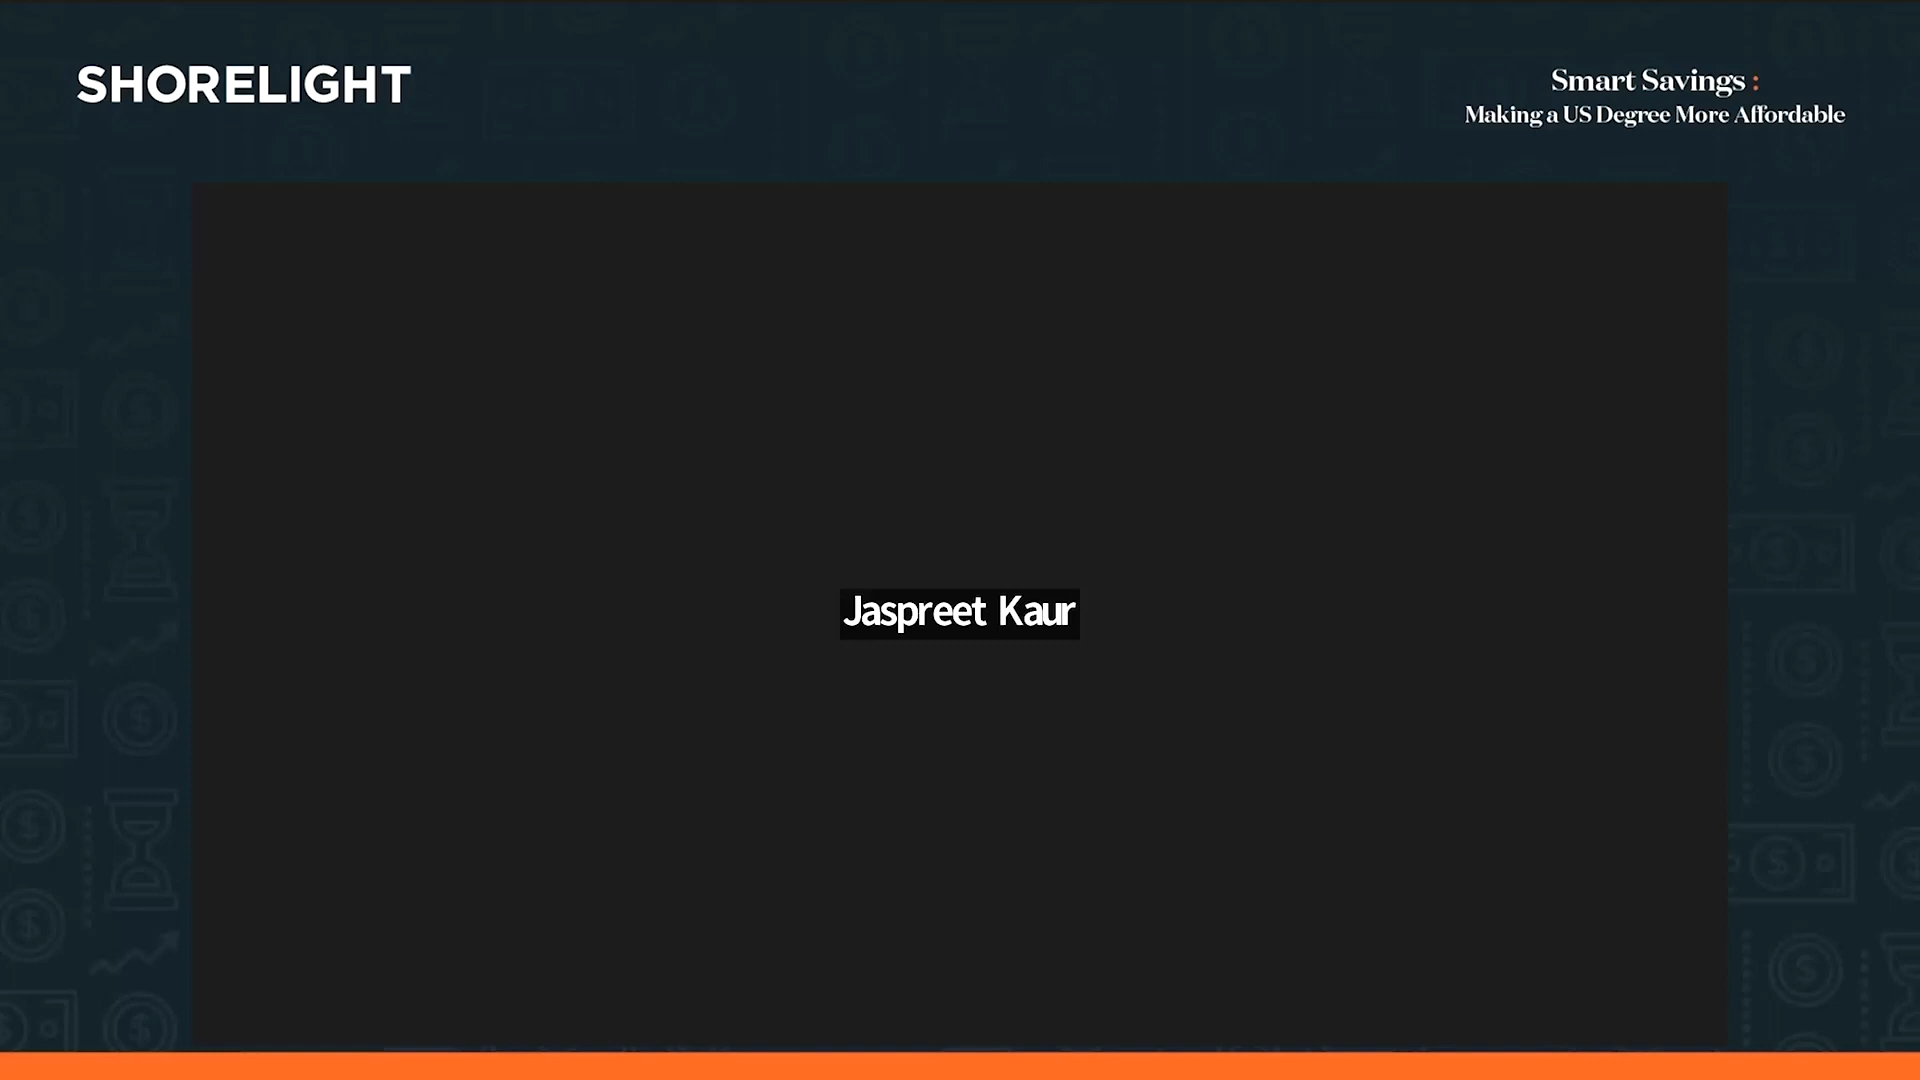 SHORELIGHT
Smart Savings :
Making a US Degree More Affordable
Jaspreet Kaur